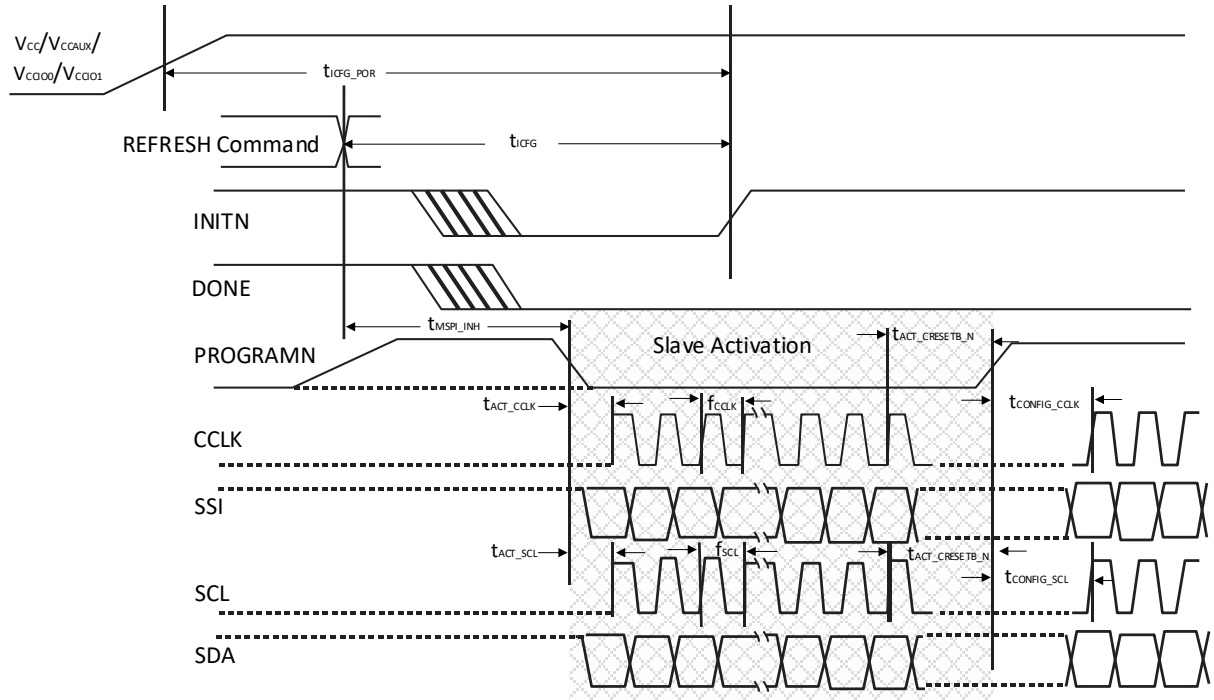 VCC/VCCAUX/
VCCIO0/VCCIO1
tICFG_POR
REFRESH Command
tICFG
INITN
DONE
tMSPI_INH
Slave Activation
tACT_CRESETB_N
PROGRAMN
tACT_CCLK
fCCLK
tCONFIG_CCLK
CCLK
SSI
tACT_SCL
fSCL
tACT_CRESETB_N
tCONFIG_SCL
SCL
SDA